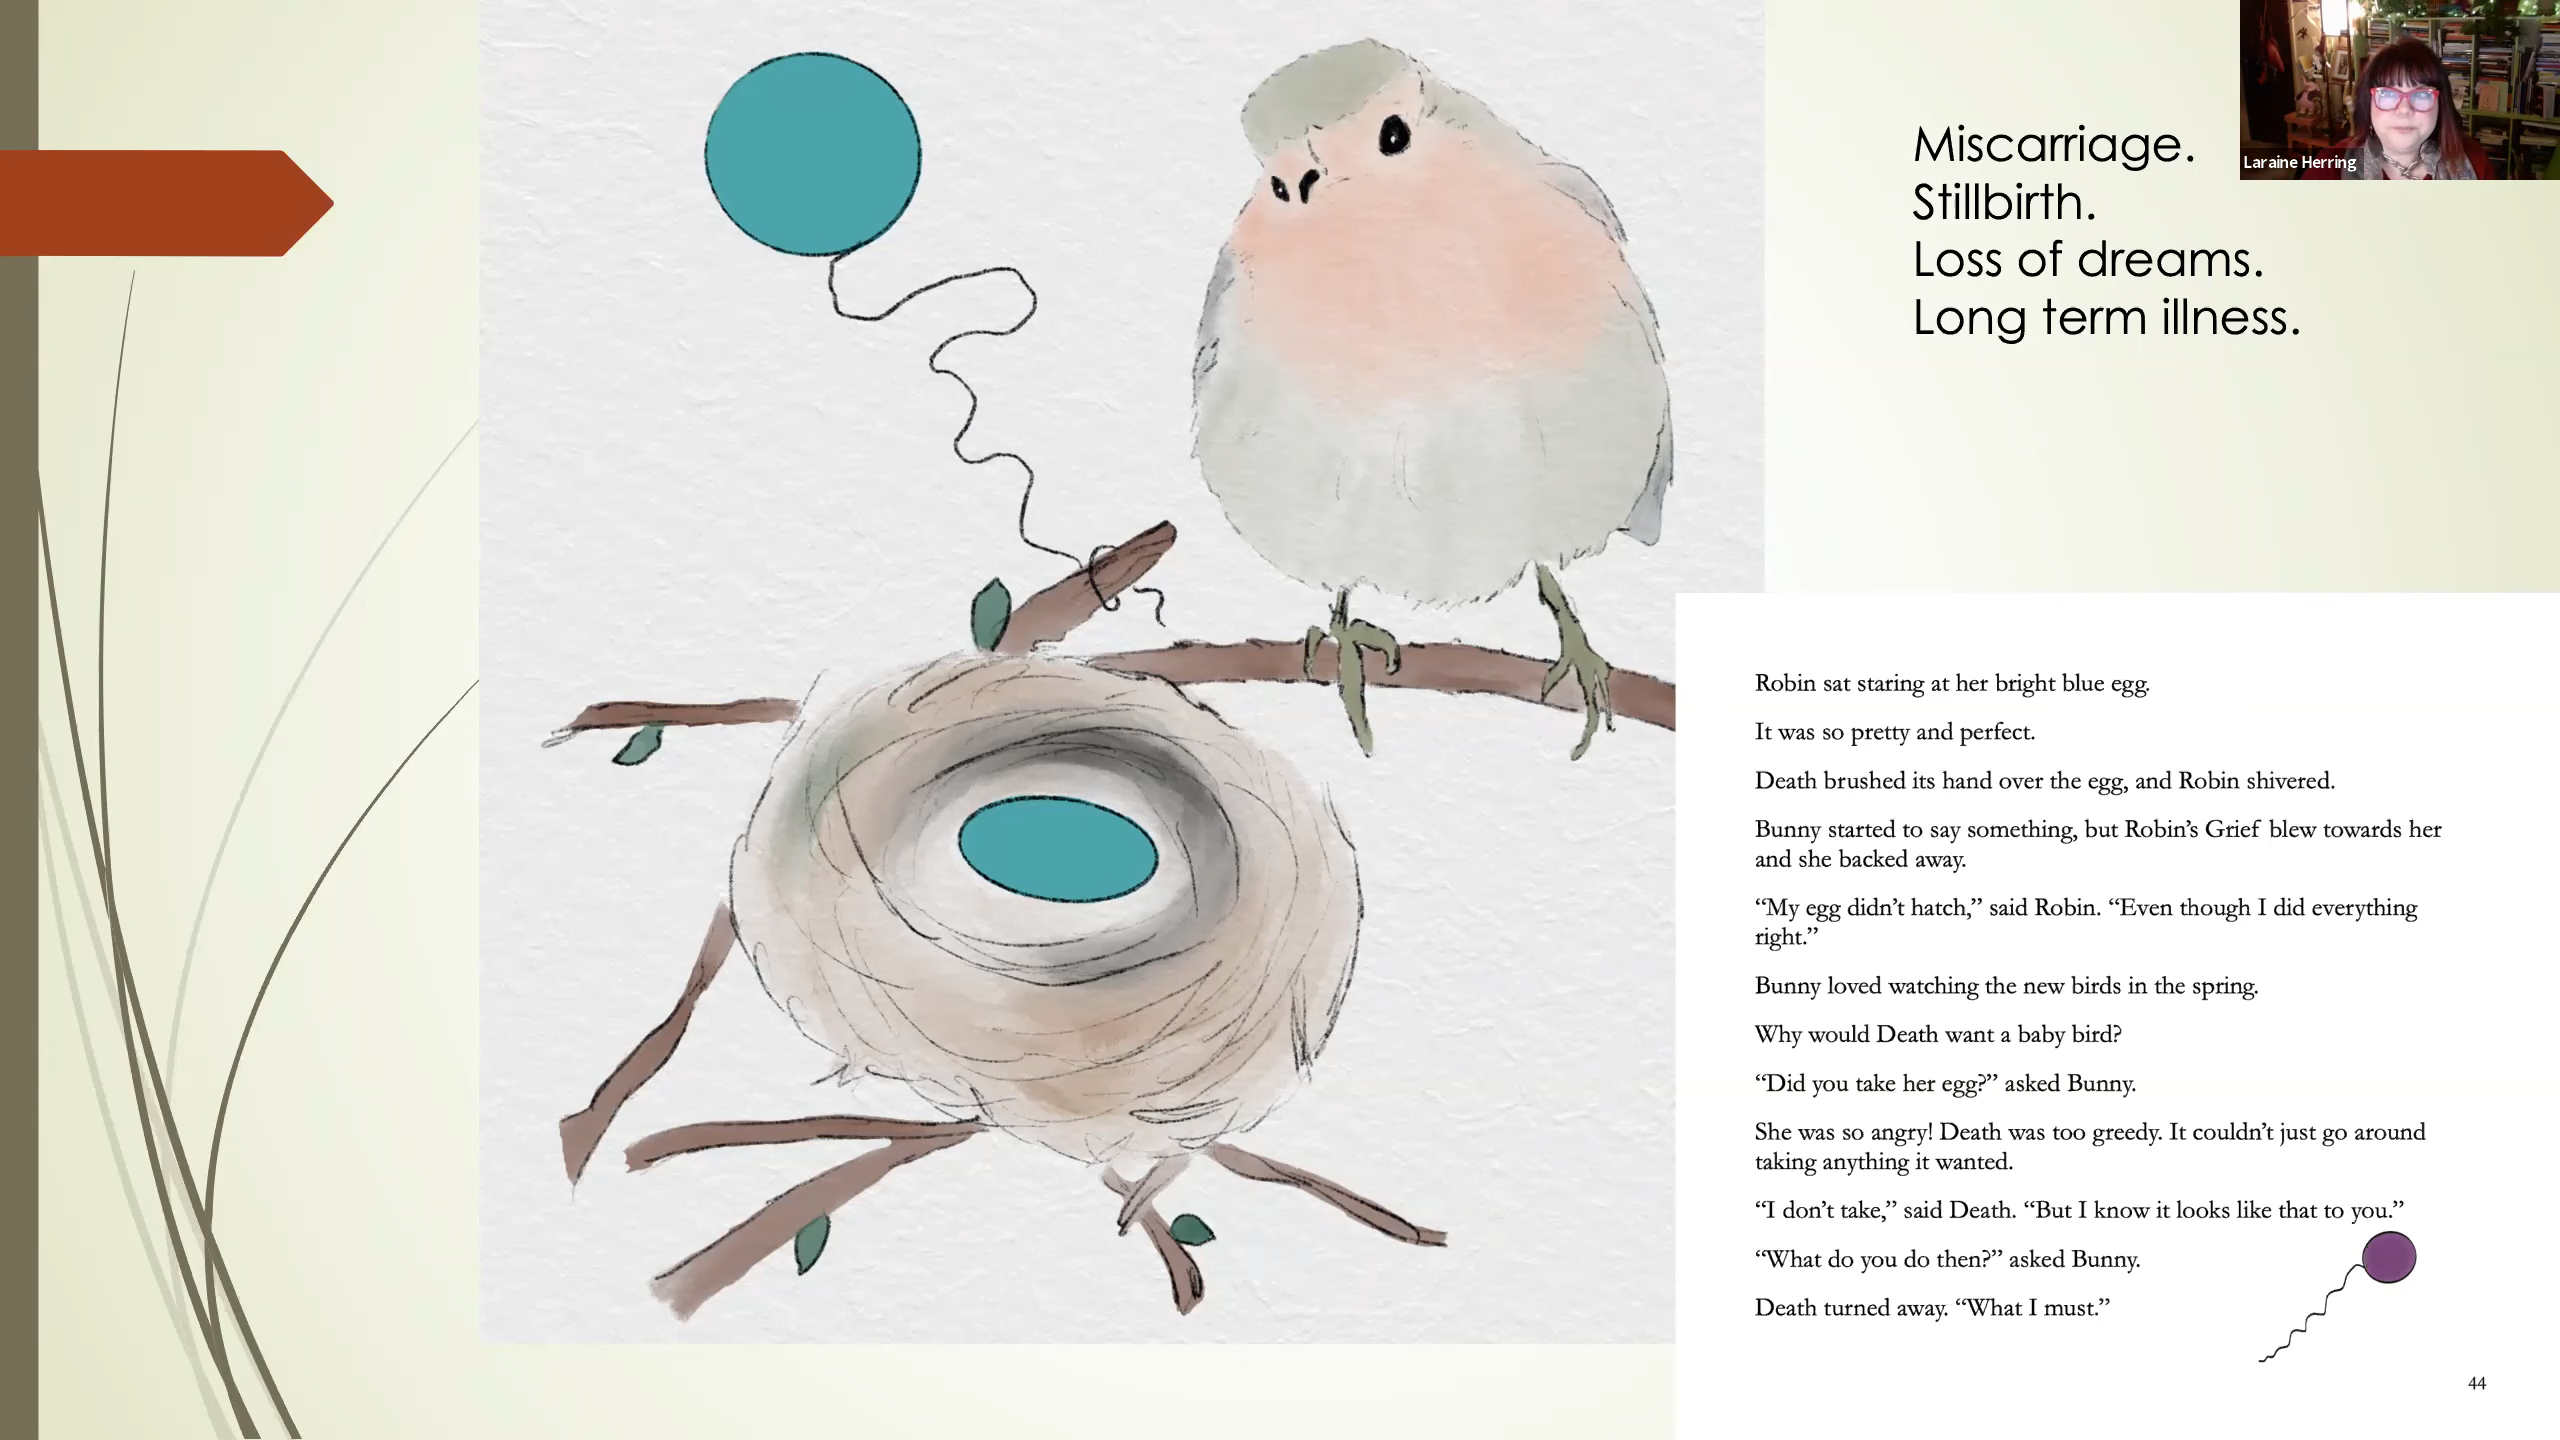 Miscarriage.
Stillbirth.
Loss of dreams.
Long term illness.
Laraine Herring
Robin sat staring at her bright blue egg.
It was so pretty and perfect.
Death brushed its hand over the egg, and Robin shivered.
Bunny started to say something, but Robin’s Grief blew towards her
and she backed away.
“My egg didn’t hatch,” said Robin. “Even though I did everything
right.”
Bunny loved watching the new birds in the spring.
Why would Death want a baby bird?
“Did you take her egg?” asked Bunny.
She was so angry! Death was too greedy. It couldn’t just go around
taking anything it wanted.
“I don’t take,” said Death. “But I know it looks like that to you.”
“What do you do then?” asked Bunny.
Death turned away. “What I must.”
44